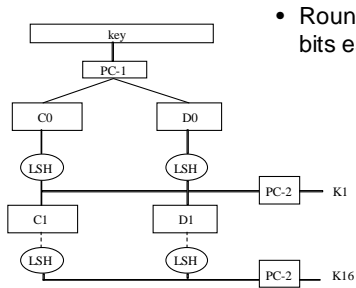 • Roun
bits e
key
PC-1
C0 D0
LSH LSH
PC-2 K1
C1 D1
LSH LSH
PC-2 K16